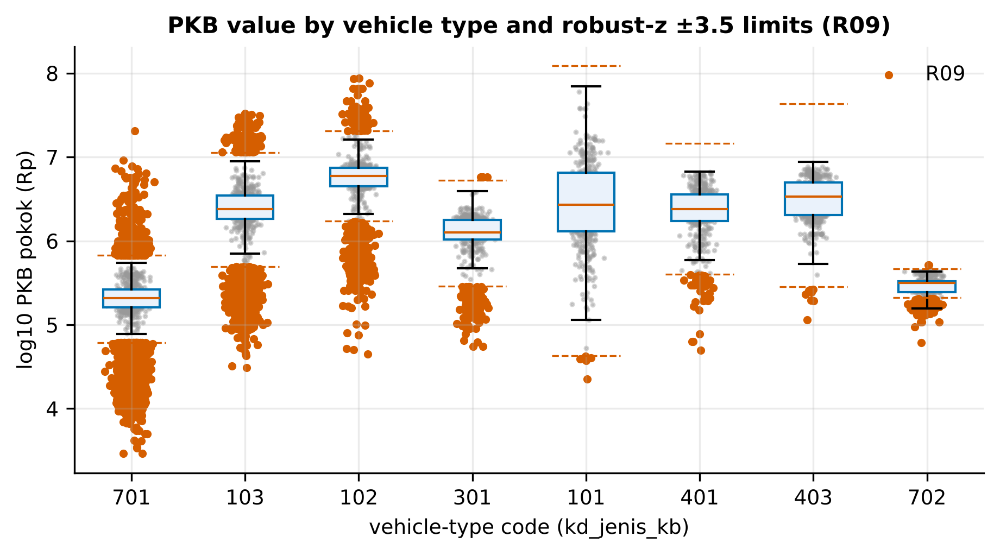 PKB value by vehicle type and robust-z ±3.5 limits (R09)
R09
log10 PKB pokok (Rp)
8
7
6
5
4
701 103 102 301 101 401 403 702
vehicle-type code (kd_jenis_kb)